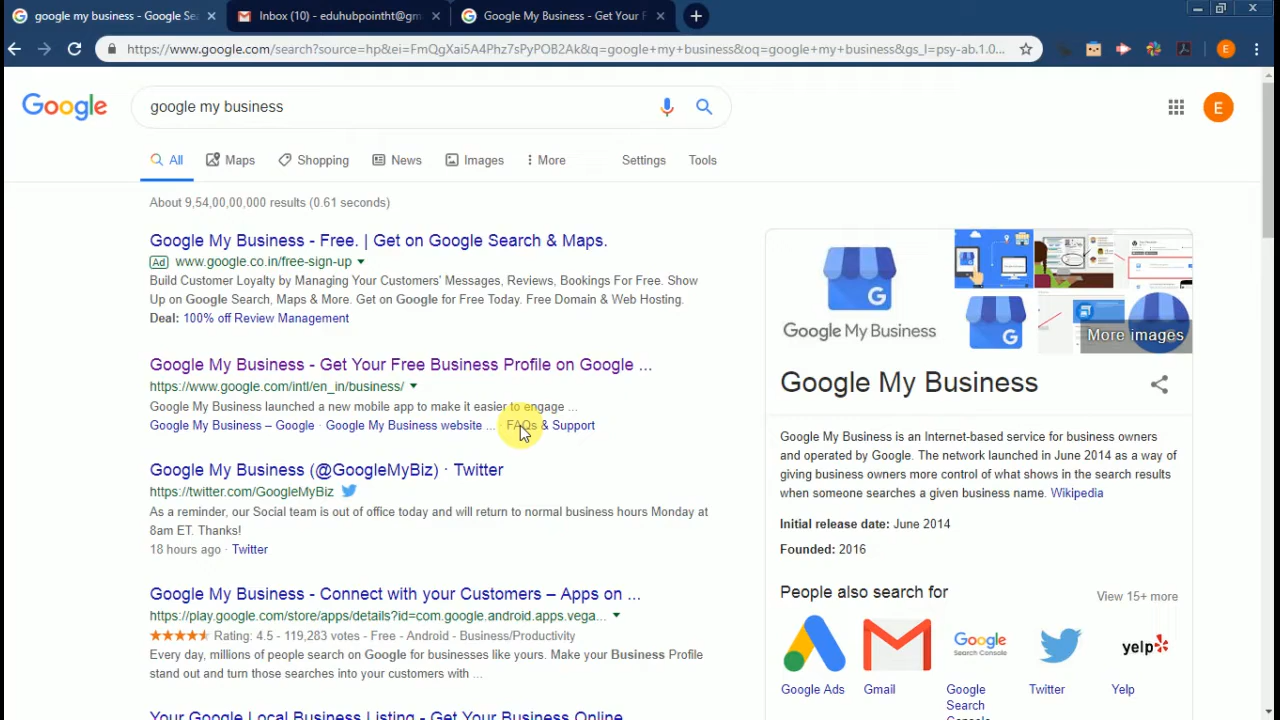 google my business - Google Sea
Inbox (10) - eduhubpointht@gm
Google My Business - Get Your F
https://www.google.com/search?source=hp&ei=FmQgXai5A4Phz7sPyPOB2Ak&q=google+my+business&oq=google+my+business&gs_l=psy-ab.1.0...
E
Google
google my business
E
All
Maps
Shopping
News
Images
More
Settings
Tools
About 9,54,00,00,000 results (0.61 seconds)
Google My Business - Free. | Get on Google Search & Maps.
Ad www.google.co.in/free-sign-up
Build Customer Loyalty by Managing Your Customers' Messages, Reviews, Bookings For Free. Show
Up on Google Search, Maps & More. Get on Google for Free Today. Free Domain & Web Hosting.
Deal: 100% off Review Management
Google My Business - Get Your Free Business Profile on Google ...
https://www.google.com/intl/en_in/business/
Google My Business launched a new mobile app to make it easier to engage ...
Google My Business – Google · Google My Business website ... · FAQs & Support
Google My Business (@GoogleMyBiz) · Twitter
https://twitter.com/GoogleMyBiz
As a reminder, our Social team is out of office today and will return to normal business hours Monday at
8am ET. Thanks!
18 hours ago · Twitter
Google My Business - Connect with your Customers – Apps on ...
https://play.google.com/store/apps/details?id=com.google.android.apps.vega...
Rating: 4.5 - 119,283 votes - Free - Android - Business/Productivity
Every day, millions of people search on Google for businesses like yours. Make your Business Profile
stand out and turn those searches into your customers with ...
Your Google Local Business Listing - Get Your Business Online
G
Google My Business
G
G
More images
Google My Business
Google My Business is an Internet-based service for business owners
and operated by Google. The network launched in June 2014 as a way of
giving business owners more control of what shows in the search results
when someone searches a given business name. Wikipedia
Initial release date: June 2014
Founded: 2016
People also search for
View 15+ more
Google
Search Console
yelp
Google Ads
Gmail
Google
Search
Console
Twitter
Yelp